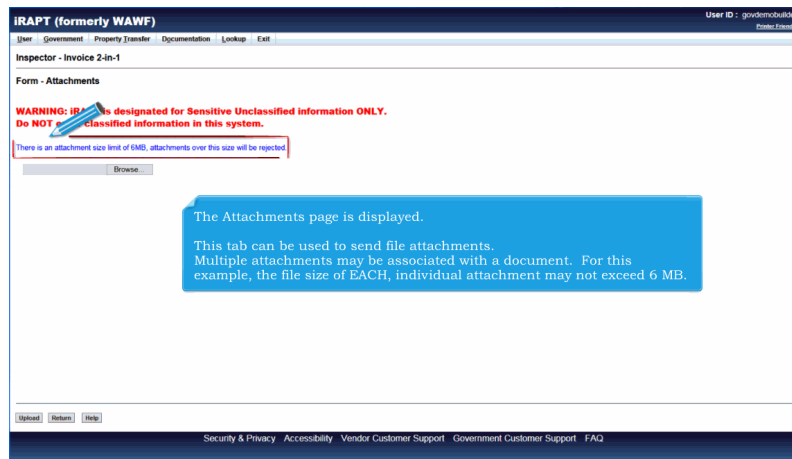 iRAPT (formerly WAWF)
User ID : govdemobuilde
Printer Friend
User Government Property Transfer Documentation Lookup Exit
Inspector - Invoice 2-in-1
Form - Attachments
WARNING: is designated for Sensitive Unclassified information ONLY.
Do NOT classified information in this system.
There is an attachment size limit of 6MB, attachments over this size will be rejected.
Browse...
The Attachments page is displayed.
This tab can be used to send file attachments.
Multiple attachments may be associated with a document. For this
example, the file size of EACH, individual attachment may not exceed 6 MB.
Upload Return Help
Security & Privacy Accessibility Vendor Customer Support Government Customer Support FAQ